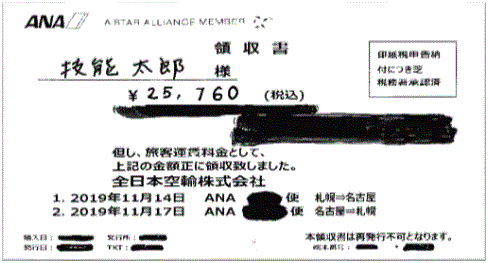 ANA A STAR ALLIANCE MEMBER
領収書
印紙税申告納
付につき芝
税務署承認済
技能太郎 様
¥25,760 (税込)
但し、旅客運賃料金として、
上記の金額正に領収致しました。
全日本空輸株式会社
1. 2019年11月14日 ANA 便 札幌⇒名古屋
2. 2019年11月17日 ANA 便 名古屋⇒札幌
購入日: 発行所:
発行日: TKT:
本領収書は再発行不可となります。